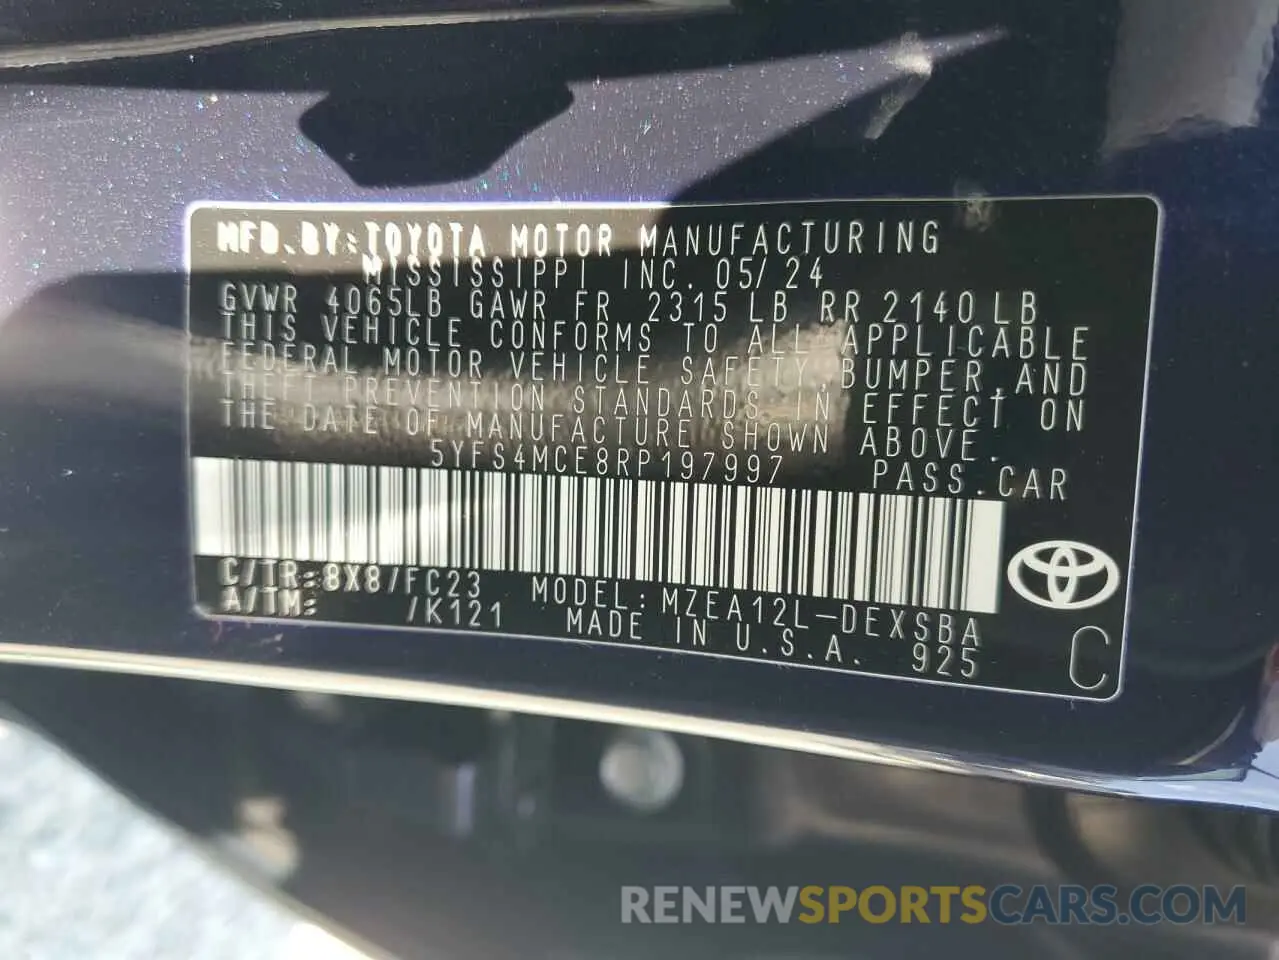 MFD. BY: TOYOTA MOTOR MANUFACTURING
MISSISSIPPI INC. 05/24
GVWR 4065LB GAWR FR 2315 LB RR 2140 LB
THIS VEHICLE CONFORMS TO ALL APPLICABLE
FEDERAL MOTOR VEHICLE SAFETY, BUMPER, AND
THEFT PREVENTION STANDARDS IN EFFECT ON
THE DATE OF MANUFACTURE SHOWN ABOVE.
5YFS4MCE8RP197997 PASS. CAR
C/TR: 8X8/FC23 MODEL: MZEA12L-DEXSBA
A/TM: /K121 MADE IN U.S.A. 925
C
RENEWSPORTSCARS.COM